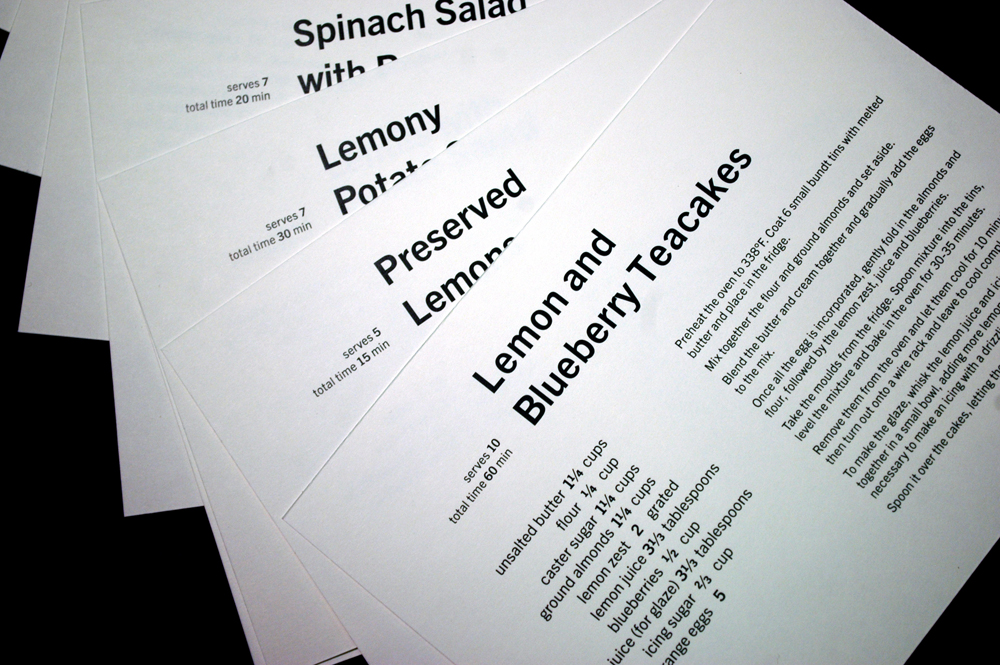 Spinach Salad
with
serves 7
total time 20 min
Lemony
serves 7
total time 30 min
Preserved
serves 5
total time 15 min
Lemon and
Blueberry Teacakes
serves 10
total time 60 min
unsalted butter 1¼ cups
flour ¼ cup
caster sugar 1¼ cups
ground almonds 1¼ cups
lemon zest 2 grated
lemon juice 3⅓ tablespoons
blueberries ½ cup
juice (for glaze) 3⅓ tablespoons
icing sugar ⅔ cup
eggs 5
Preheat the oven to 338°F. Coat 6 small bundt tins with melted
butter and place in the fridge.
Mix together the flour and ground almonds and set aside.
Blend the butter and cream together and gradually add the eggs
to the mix.
Once all the egg is incorporated, gently fold in the almonds and
flour, followed by the lemon zest, juice and blueberries.
Take the molds from the fridge. Spoon mixture into the tins,
level the mixture and bake in the oven for 30-35 minutes.
Remove them from the oven and let them cool for 10 min
then turn out onto a wire rack and leave to cool
To make the glaze, whisk the lemon juice and
together in a small bowl, adding more
necessary to make an icing with a
Spoon it over the cakes, letting